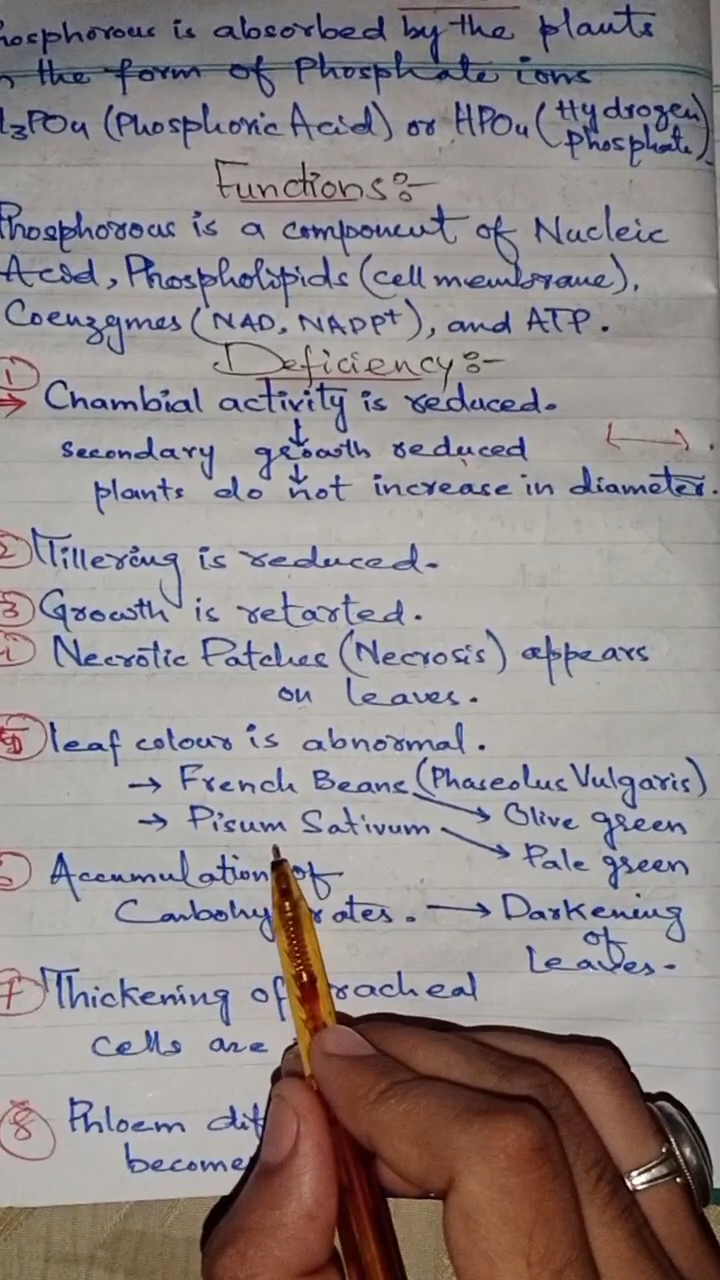 hosphorous is absorbed by the plants
n the form of Phosphate ions
H₃PO₄ (Phosphoric Acid) or HPO₄ (Hydrogen Phosphate)
Functions:-
Phosphorous is a component of Nucleic
Acid, Phospholipids (cell membrane),
Coenzymes (NAD, NADP⁺), and ATP.
Deficiency:-
① → Chambial activity is reduced.
↓
secondary growth reduced
↓
plants do not increase in diameter.
② Tillering is reduced.
③ Growth is retarted.
④ Necrotic Patches (Necrosis) appears
on leaves.
⑤ leaf colour is abnormal.
→ French Beans (Phaseolus Vulgaris) → Olive green
→ Pisum Sativum → Pale green
⑥ Accumulation of
Carbohydrates. → Darkening of leaves.
⑦ Thickening of racheal
cells are
⑧ Phloem dif
become